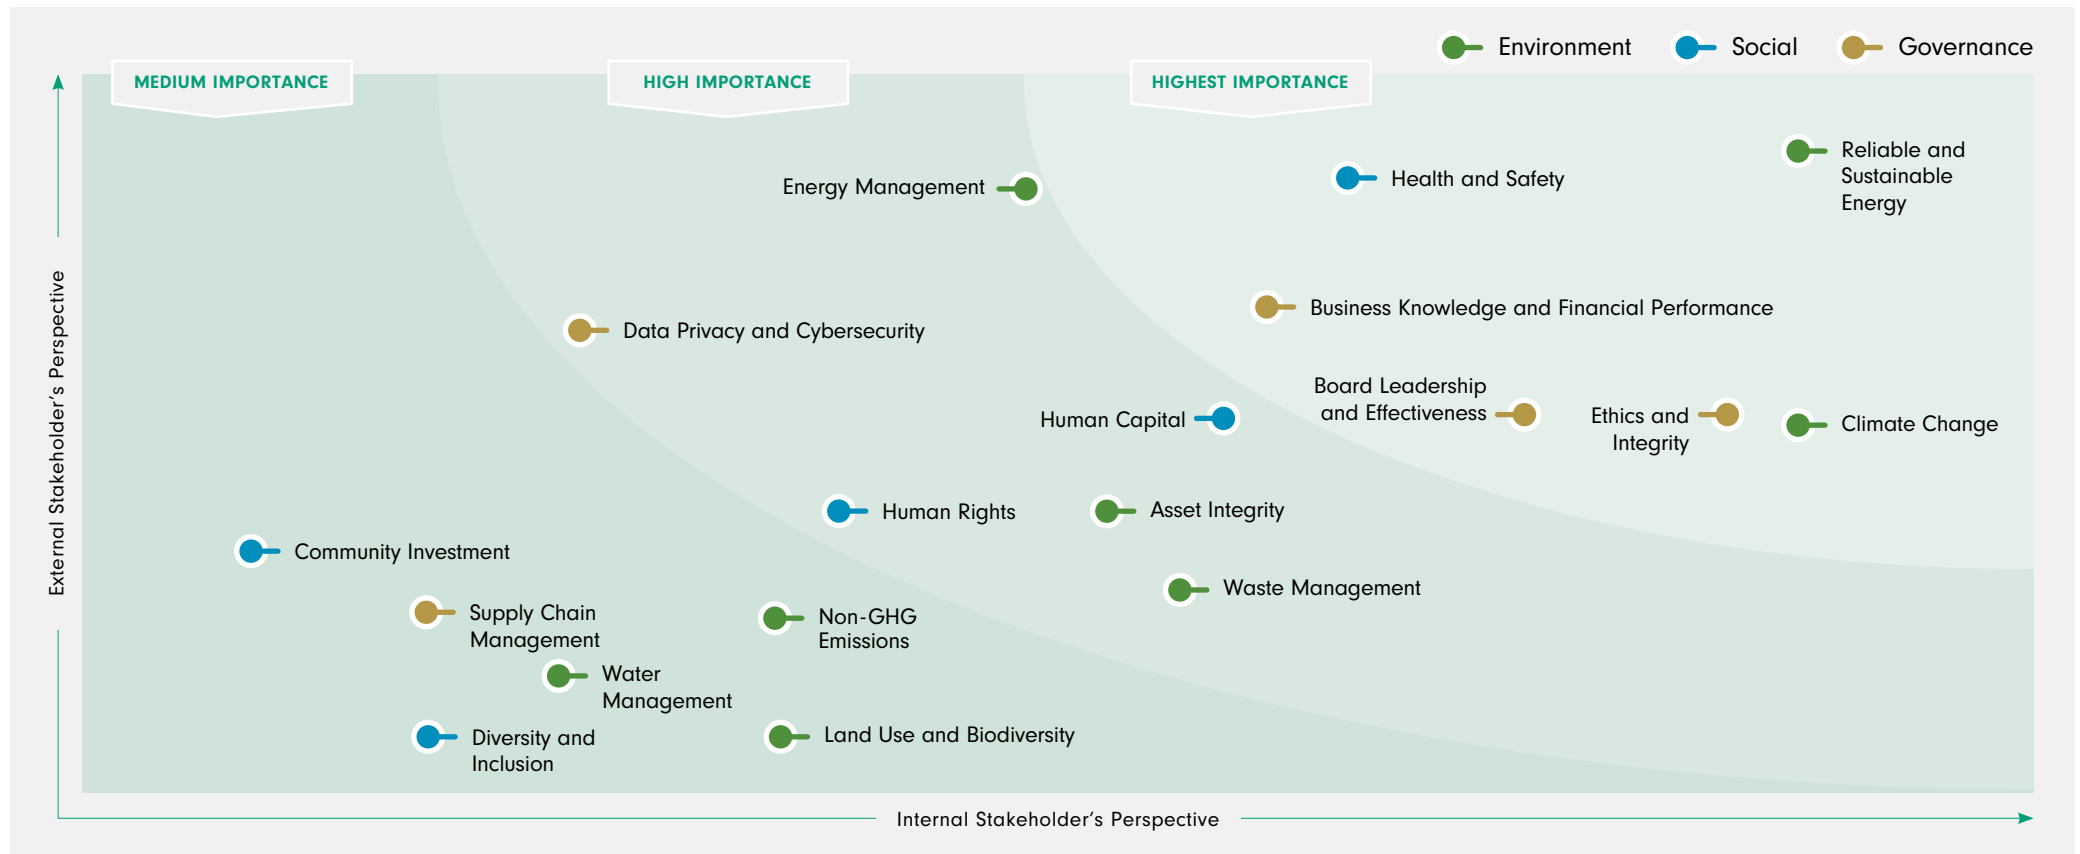 Environment
Social
Governance
MEDIUM IMPORTANCE
HIGH IMPORTANCE
HIGHEST IMPORTANCE
Reliable and
Sustainable
Energy
Health and Safety
Energy Management
Business Knowledge and Financial Performance
Data Privacy and Cybersecurity
Board Leadership
and Effectiveness
Ethics and
Integrity
Climate Change
Human Capital
Human Rights
Asset Integrity
Community Investment
Waste Management
Supply Chain
Management
Non-GHG
Emissions
Water
Management
Diversity and
Inclusion
Land Use and Biodiversity
External Stakeholder's Perspective
Internal Stakeholder's Perspective